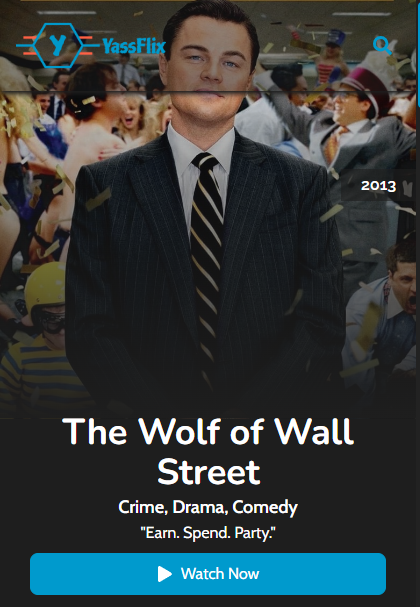 Y YassFlix
2013
The Wolf of Wall
Street
Crime, Drama, Comedy
"Earn. Spend. Party."
Watch Now